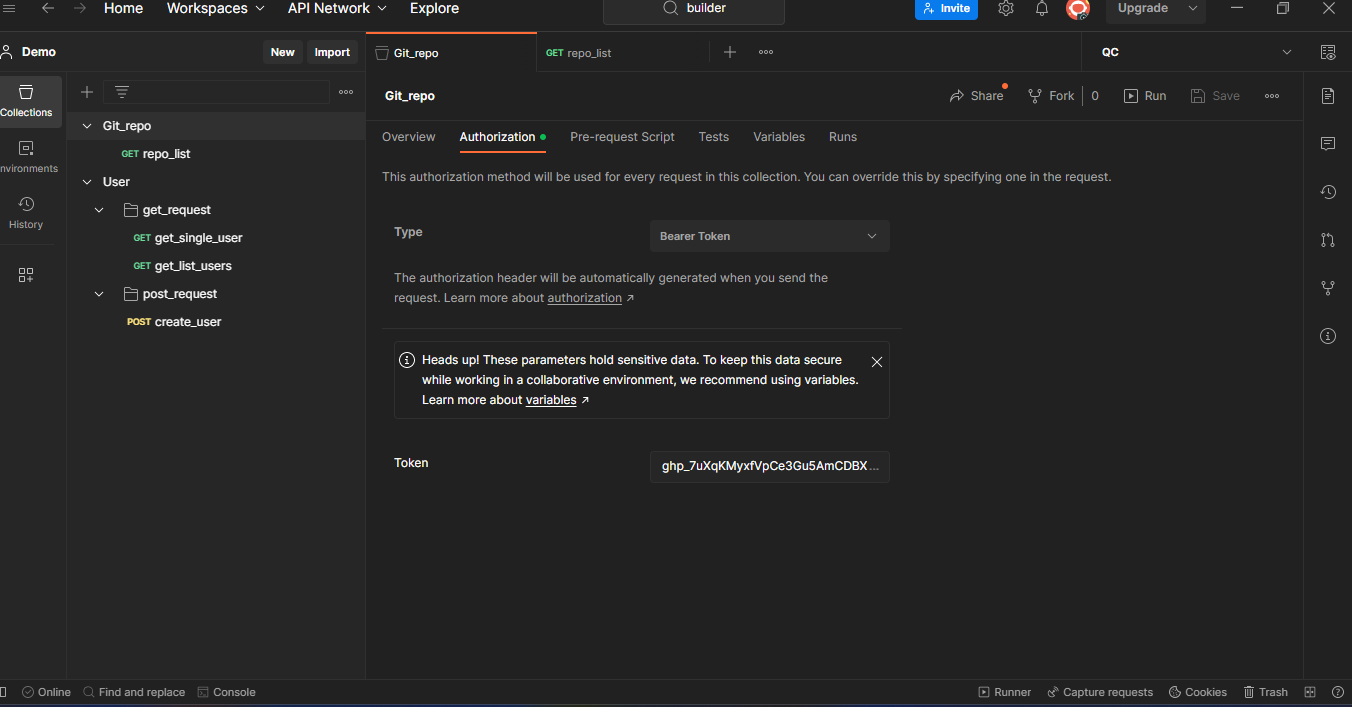 Home Workspaces API Network Explore builder Invite Upgrade
Demo New Import Git_repo GET repo_list QC
Collections
Git_repo
GET repo_list
nvironments
User
History
get_request
GET get_single_user
GET get_list_users
post_request
POST create_user
Git_repo Share Fork 0 Run Save
Overview Authorization Pre-request Script Tests Variables Runs
This authorization method will be used for every request in this collection. You can override this by specifying one in the request.
Type Bearer Token
The authorization header will be automatically generated when you send the
request. Learn more about authorization ↗
Heads up! These parameters hold sensitive data. To keep this data secure
while working in a collaborative environment, we recommend using variables.
Learn more about variables ↗
Token ghp_7uXqKMyxfVpCe3Gu5AmCDBX...
Online Find and replace Console Runner Capture requests Cookies Trash